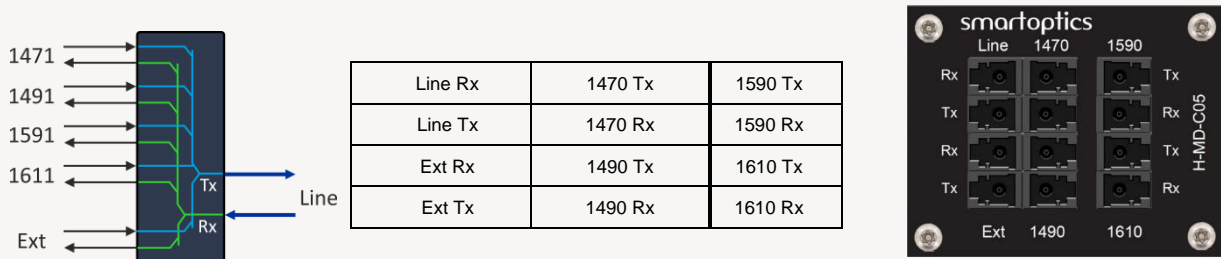 1471
1491
1591
1611
Ext
Tx
Rx
Line
Line Rx 1470 Tx 1590 Tx
Line Tx 1470 Rx 1590 Rx
Ext Rx 1490 Tx 1610 Tx
Ext Tx 1490 Rx 1610 Rx
smartoptics
Line 1470 1590
Rx Tx
Tx Rx
Rx Tx
Tx Rx
Ext 1490 1610
H-MD-C05